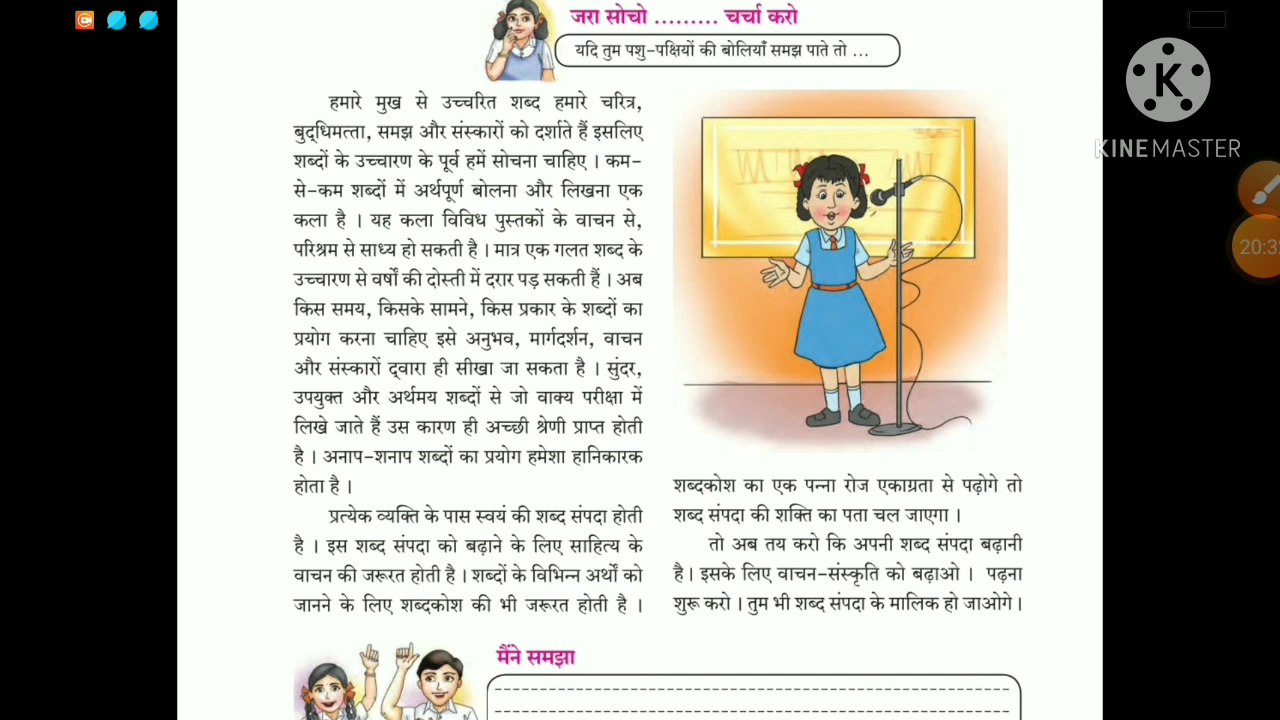 जरा सोचो ......... चर्चा करो
यदि तुम पशु-पक्षियों की बोलियाँ समझ पाते तो ...
हमारे मुख से उच्चरित शब्द हमारे चरित्र,
बुद्धिमत्ता, समझ और संस्कारों को दर्शाते हैं इसलिए
शब्दों के उच्चारण के पूर्व हमें सोचना चाहिए । कम-
से-कम शब्दों में अर्थपूर्ण बोलना और लिखना एक
कला है । यह कला विविध पुस्तकों के वाचन से,
परिश्रम से साध्य हो सकती है । मात्र एक गलत शब्द के
उच्चारण से वर्षों की दोस्ती में दरार पड़ सकती हैं । अब
किस समय, किसके सामने, किस प्रकार के शब्दों का
प्रयोग करना चाहिए इसे अनुभव, मार्गदर्शन, वाचन
और संस्कारों द्वारा ही सीखा जा सकता है । सुंदर,
उपयुक्त और अर्थमय शब्दों से जो वाक्य परीक्षा में
लिखे जाते हैं उस कारण ही अच्छी श्रेणी प्राप्त होती
है । अनाप-शनाप शब्दों का प्रयोग हमेशा हानिकारक
होता है ।
प्रत्येक व्यक्ति के पास स्वयं की शब्द संपदा होती
है । इस शब्द संपदा को बढ़ाने के लिए साहित्य के
वाचन की जरूरत होती है । शब्दों के विभिन्न अर्थों को
जानने के लिए शब्दकोश की भी जरूरत होती है ।
शब्दकोश का एक पन्ना रोज एकाग्रता से पढ़ोगे तो
शब्द संपदा की शक्ति का पता चल जाएगा ।
तो अब तय करो कि अपनी शब्द संपदा बढ़ानी
है । इसके लिए वाचन-संस्कृति को बढ़ाओ । पढ़ना
शुरू करो । तुम भी शब्द संपदा के मालिक हो जाओगे ।
मैंने समझा
K
KINEMASTER